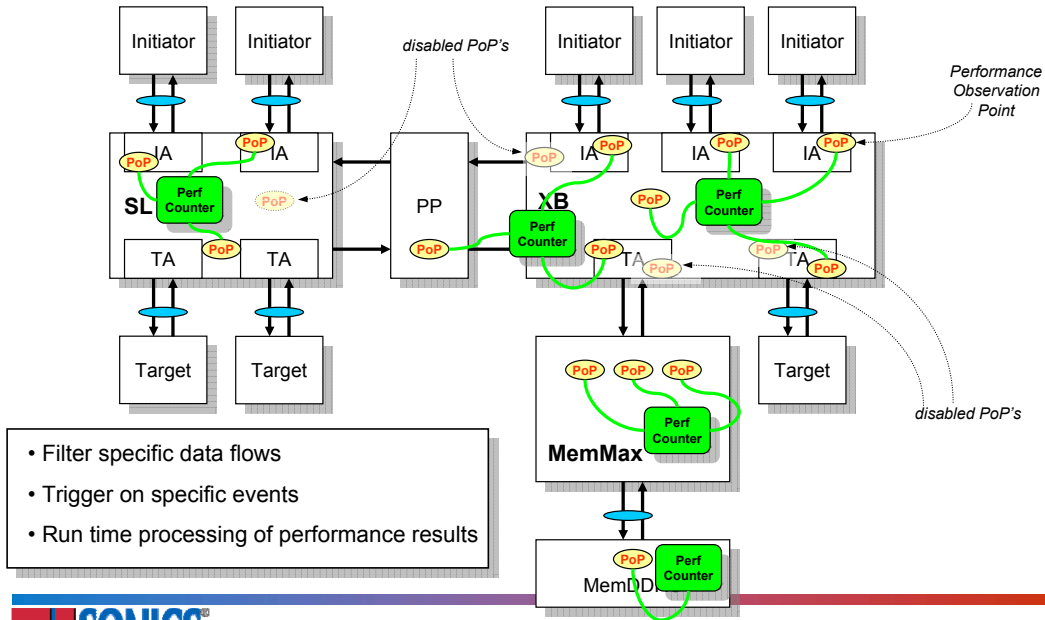 Initiator
Initiator
disabled PoP's
Initiator
Initiator
Initiator
Performance
Observation
Point
PoP
IA
PoP
IA
PoP
IA
PoP
IA
PoP
IA
PoP
SL
Perf
Counter
PoP
PP
XB
PoP
Perf
Counter
Perf
Counter
PoP
PoP
TA
TA
PoP
TA
PoP
PoP
TA
PoP
Target
Target
PoP
PoP
PoP
Target
disabled PoP's
Perf
Counter
MemMax
• Filter specific data flows
• Trigger on specific events
• Run time processing of performance results
PoP
Perf
Counter
SONICS®